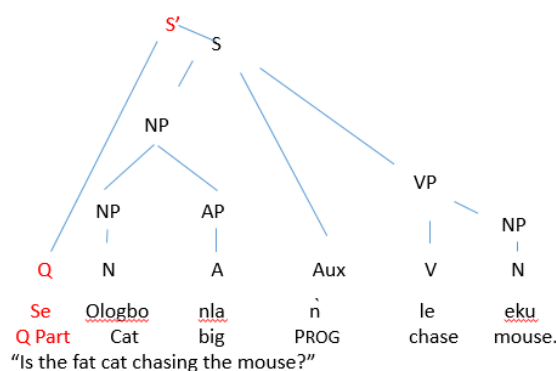 S’ S
NP
VP
NP AP NP
Q N A Aux V N
Se Ologbo nla ǹ le eku
Q Part Cat big PROG chase mouse.
“Is the fat cat chasing the mouse?”